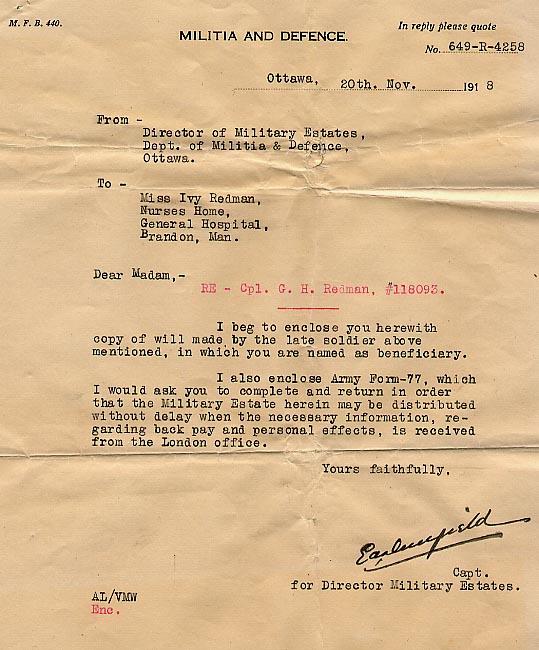 M. F. B. 440.
In reply please quote
MILITIA AND DEFENCE.
No. 649-R-4258
Ottawa, 20th. Nov. 1918
From -
Director of Military Estates,
Dept. of Militia & Defence,
Ottawa.
To -
Miss Ivy Redman,
Nurses Home,
General Hospital,
Brandon, Man.
Dear Madam,-
RE - Cpl. G. H. Redman, #118093.
I beg to enclose you herewith
copy of will made by the late soldier above
mentioned, in which you are named as beneficiary.
I also enclose Army Form-77, which
I would ask you to complete and return in order
that the Military Estate herein may be distributed
without delay when the necessary information, re-
garding back pay and personal effects, is received
from the London office.
Yours faithfully,
Capt.
for Director Military Estates.
AL/VMW
Enc.